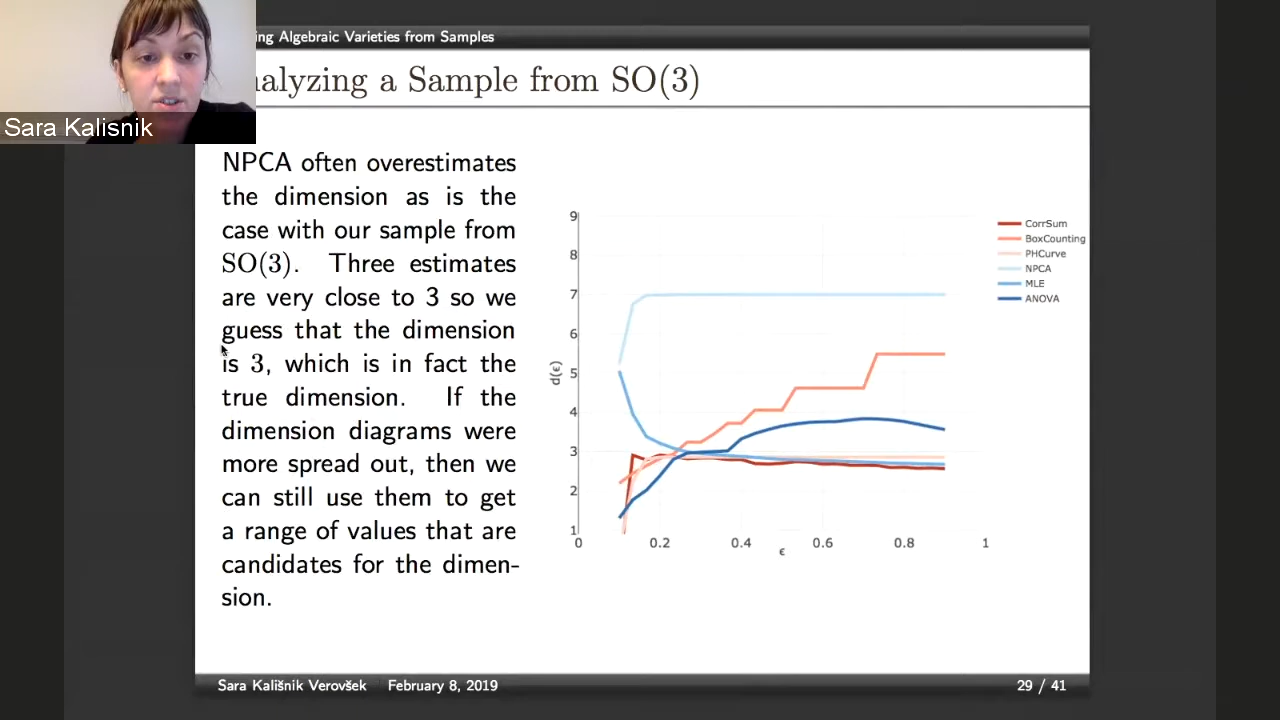 ing Algebraic Varieties from Samples
alyzing a Sample from SO(3)
Sara Kalisnik
NPCA often overestimates
the dimension as is the
case with our sample from
SO(3). Three estimates
are very close to 3 so we
guess that the dimension
is 3, which is in fact the
true dimension. If the
dimension diagrams were
more spread out, then we
can still use them to get
a range of values that are
candidates for the dimen-
sion.
9
8
7
6
5
4
3
2
1
d(ϵ)
0 0.2 0.4 0.6 0.8 1
ϵ
CorrSum
BoxCounting
PHCurve
NPCA
MLE
ANOVA
Sara Kališnik Verovšek February 8, 2019 29 / 41